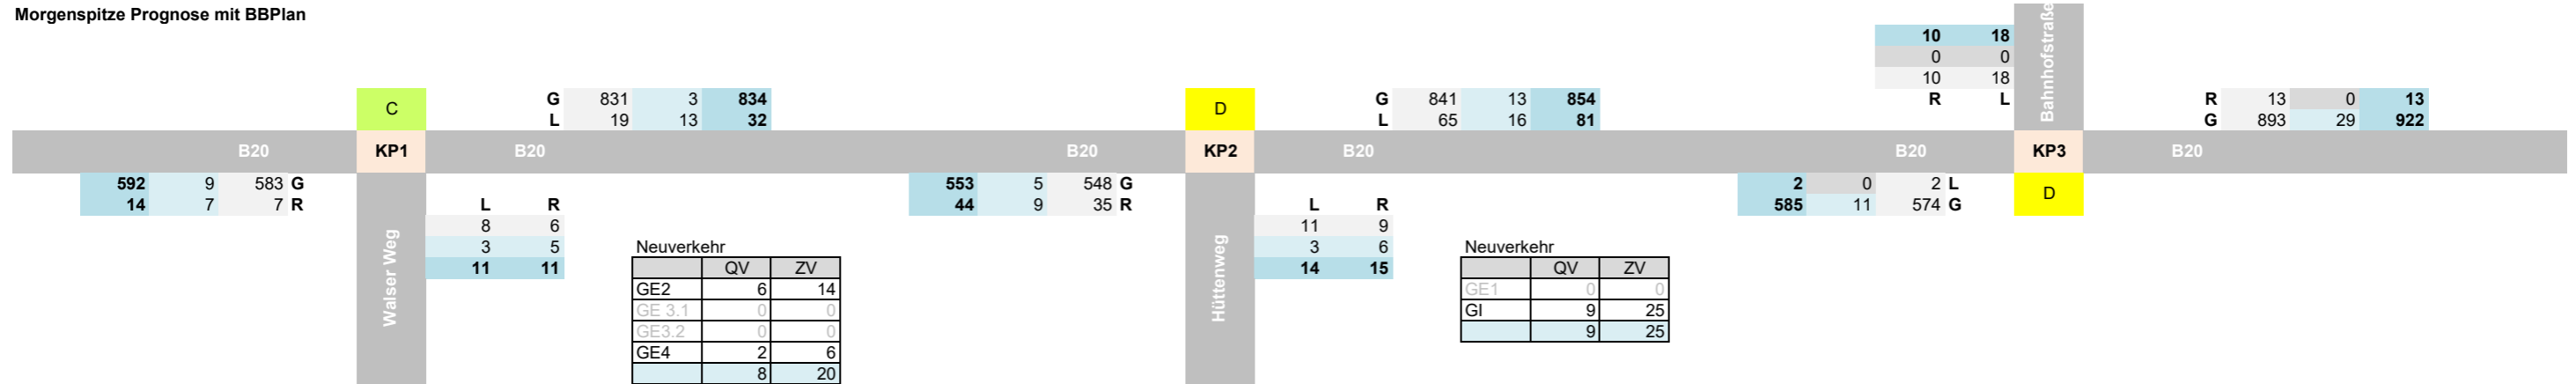 Morgenspitze Prognose mit BBPlan
Bahnhofstraße
10 18
0 0
10 18
R L
C
G 831 3 834
L 19 13 32
D
G 841 13 854
L 65 16 81
R 13 0 13
G 893 29 922
B20 KP1 B20 B20 KP2 B20 B20 KP3 B20
592 9 583 G
14 7 7 R
553 5 548 G
44 9 35 R
2 0 2 L
585 11 574 G
D
Walser Weg
L R
8 6
3 5
11 11
Neuverkehr
QV ZV
GE2 6 14
GE 3.1 0 0
GE3.2 0 0
GE4 2 6
8 20
Hüttenweg
L R
11 9
3 6
14 15
Neuverkehr
QV ZV
GE1 0 0
GI 9 25
9 25